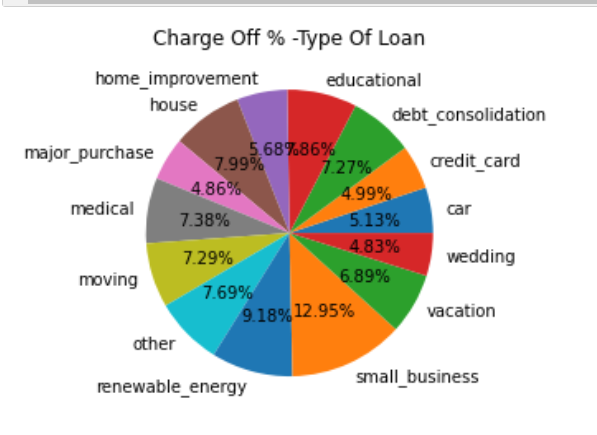 Charge Off % -Type Of Loan
home_improvement
educational
house
debt_consolidation
major_purchase
credit_card
medical
car
moving
wedding
other
vacation
renewable_energy
small_business
5.68%
7.86%
7.99%
7.27%
4.86%
4.99%
7.38%
5.13%
7.29%
4.83%
7.69%
6.89%
9.18%
12.95%